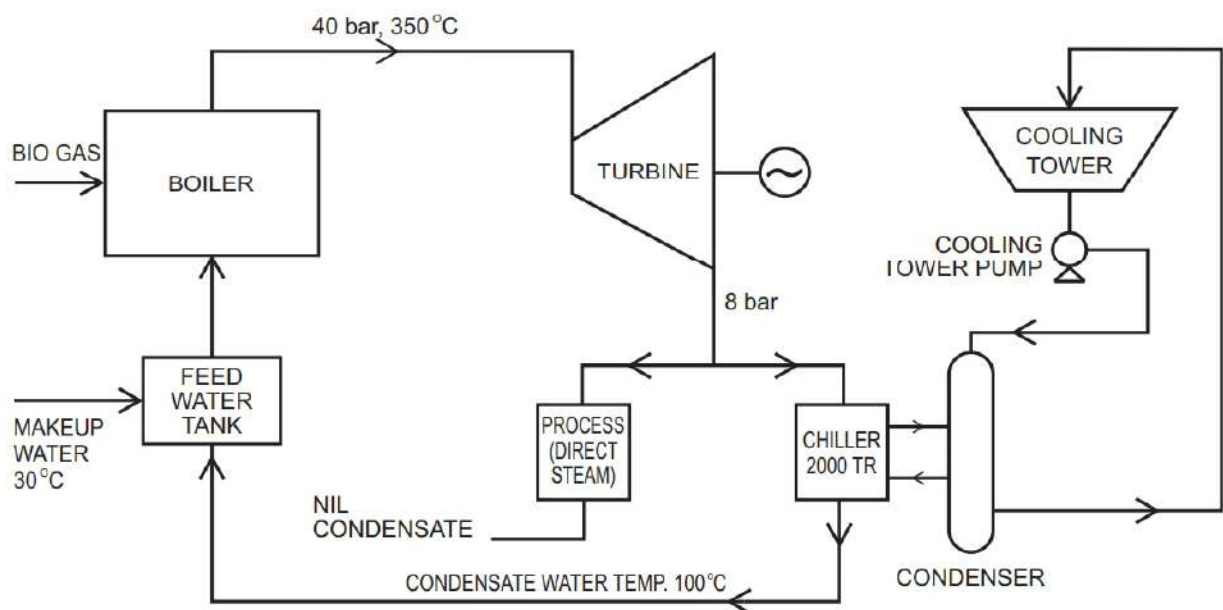 40 bar, 350°C
BIO GAS
BOILER
TURBINE
COOLING
TOWER
COOLING
TOWER PUMP
8 bar
FEED
WATER
TANK
MAKEUP
WATER
30°C
PROCESS
(DIRECT
STEAM)
CHILLER
2000 TR
NIL
CONDENSATE
CONDENSATE WATER TEMP. 100°C
CONDENSER